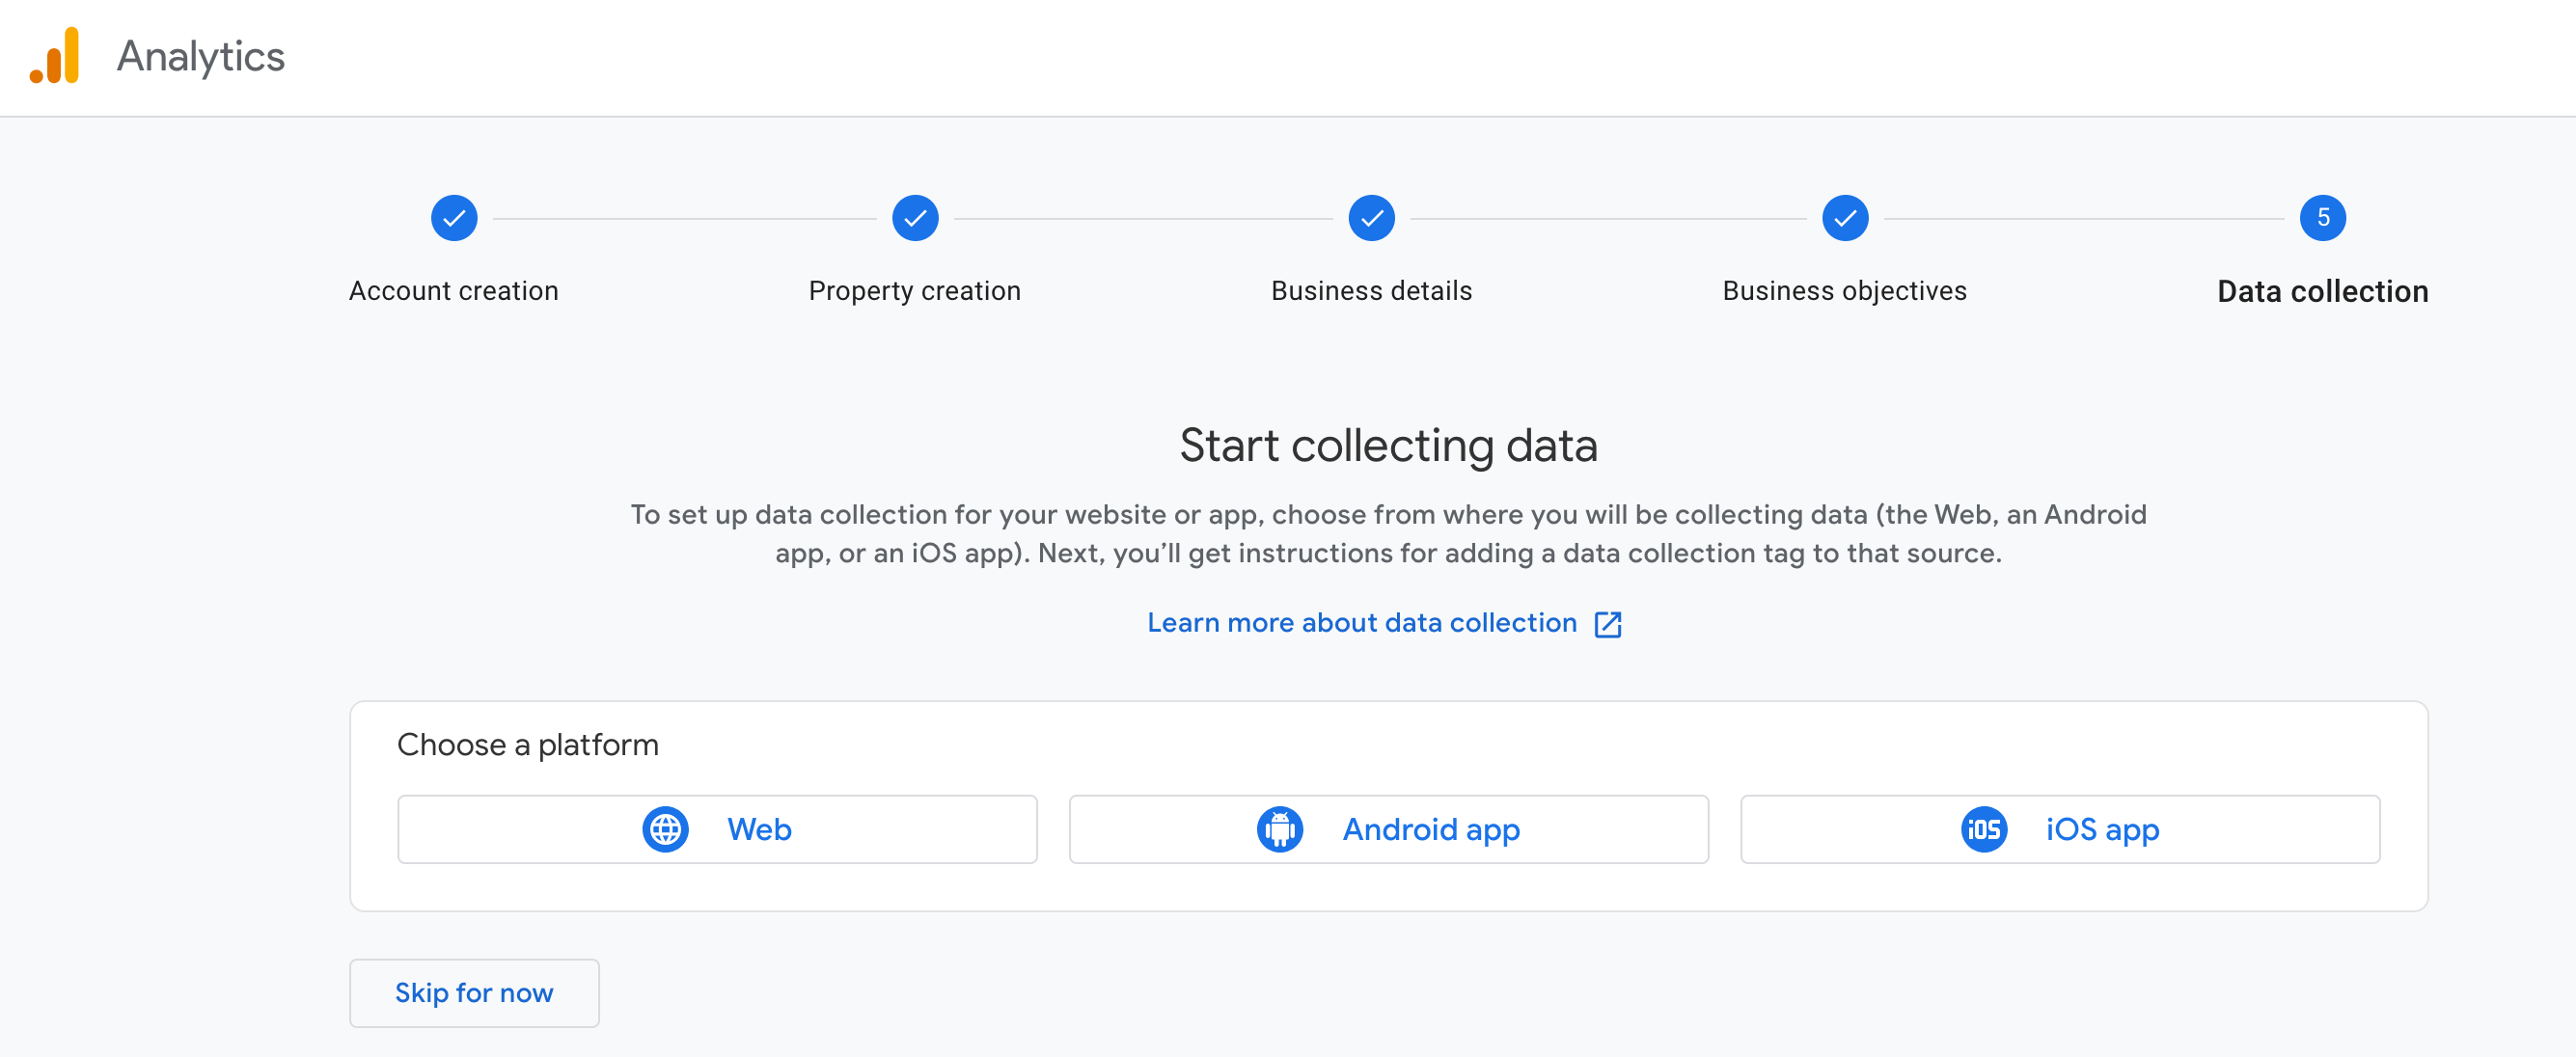 Analytics
5
Account creation
Property creation
Business details
Business objectives
Data collection
Start collecting data
To set up data collection for your website or app, choose from where you will be collecting data (the Web, an Android
app, or an iOS app). Next, you’ll get instructions for adding a data collection tag to that source.
Learn more about data collection
Choose a platform
Web
Android app
iOS iOS app
Skip for now